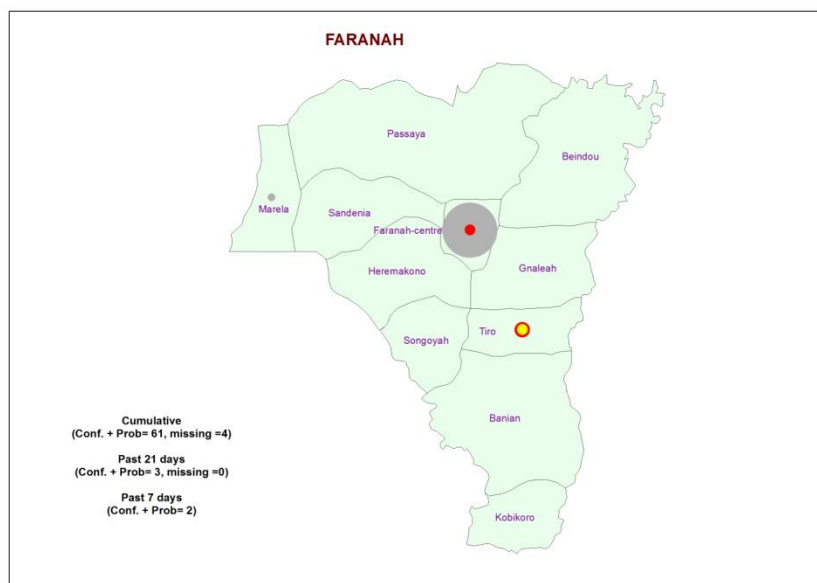 FARANAH
Passaya
Beindou
Marela
Sandenia
Faranah-centre
Heremakono
Gnaleah
Tiro
Songoyah
Banian
Kobikoro
Cumulative
(Conf. + Prob= 61, missing =4)
Past 21 days
(Conf. + Prob= 3, missing =0)
Past 7 days
(Conf. + Prob= 2)